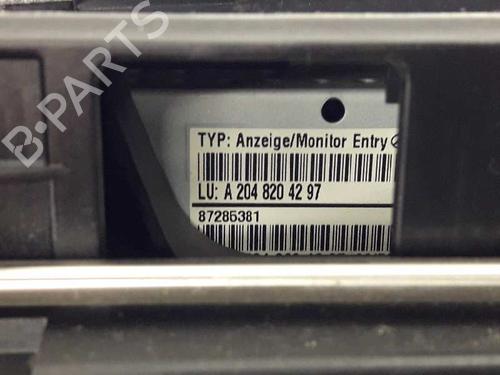 B-PARTS
TYP: Anzeige/Monitor Entry
LU: A 204 820 42 97
87285381